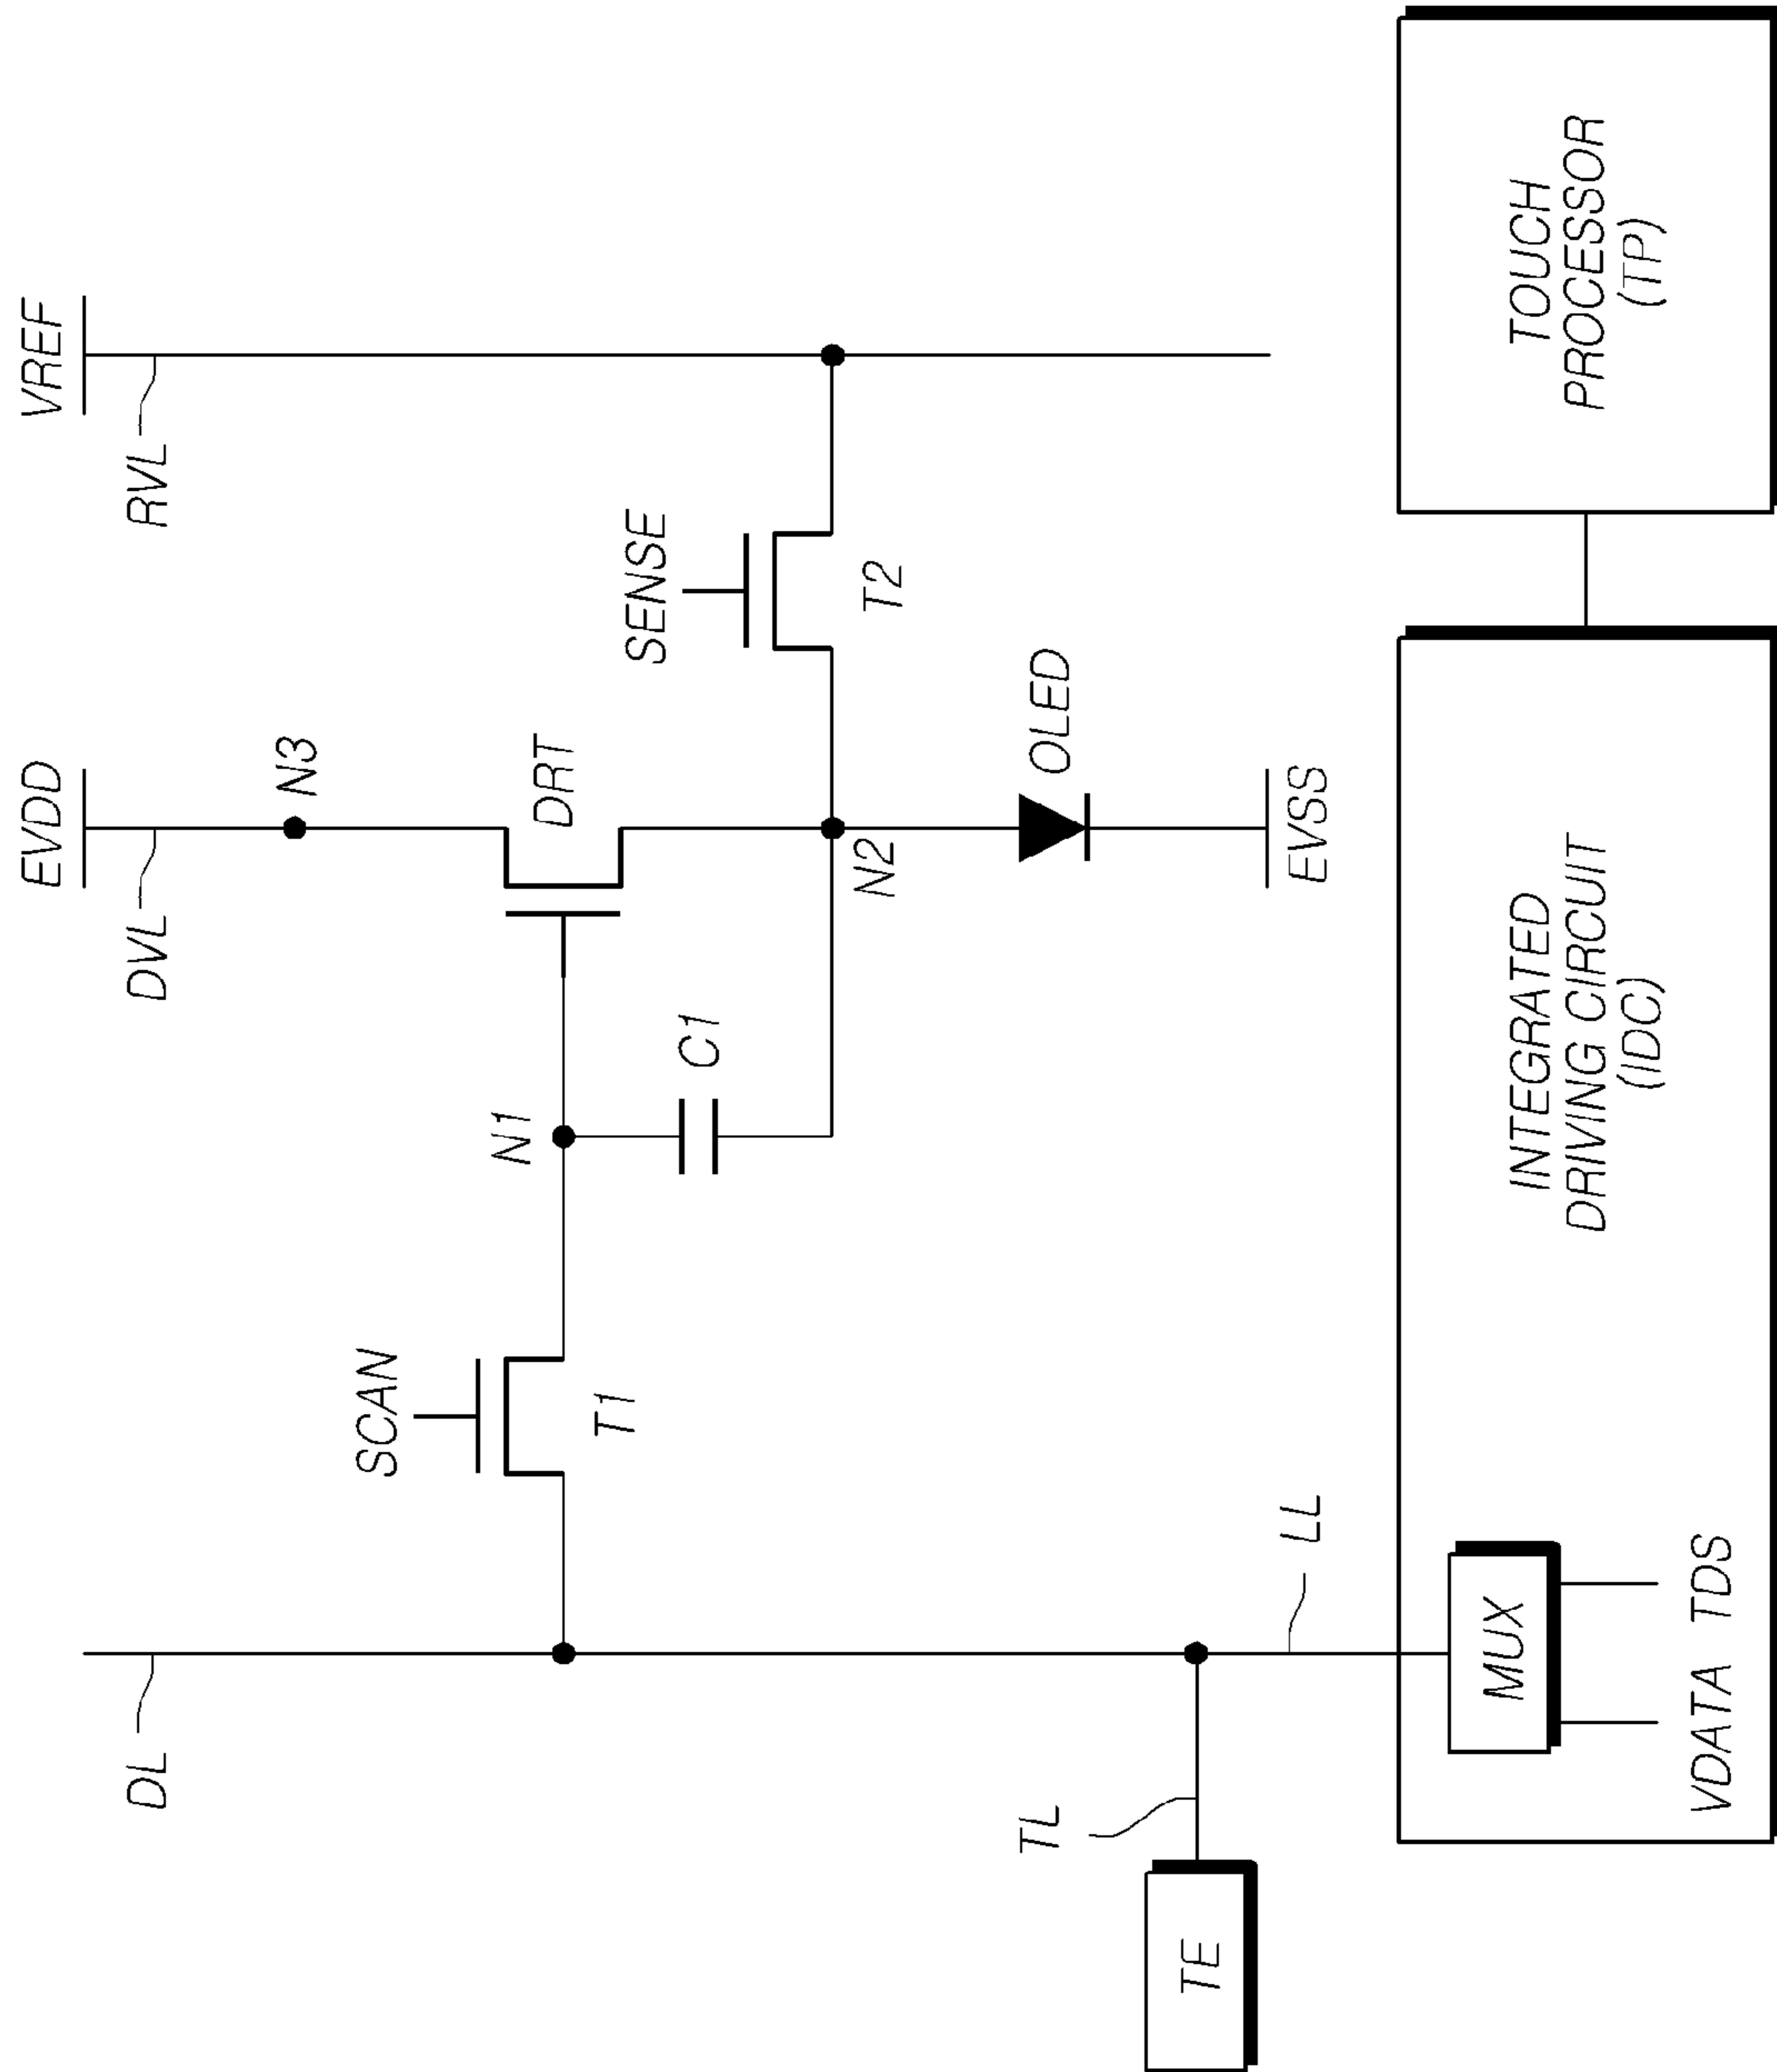 EVDD
VREF
DL
DVL
RVL
N3
SCAN
N1
DRT
SENSE
T1
C1
T2
N2
OLED
TL
LL
EVSS
TE
MUX
INTEGRATED
DRIVING CIRCUIT
(IDC)
TOUCH
PROCESSOR
(TP)
VDATA TDS